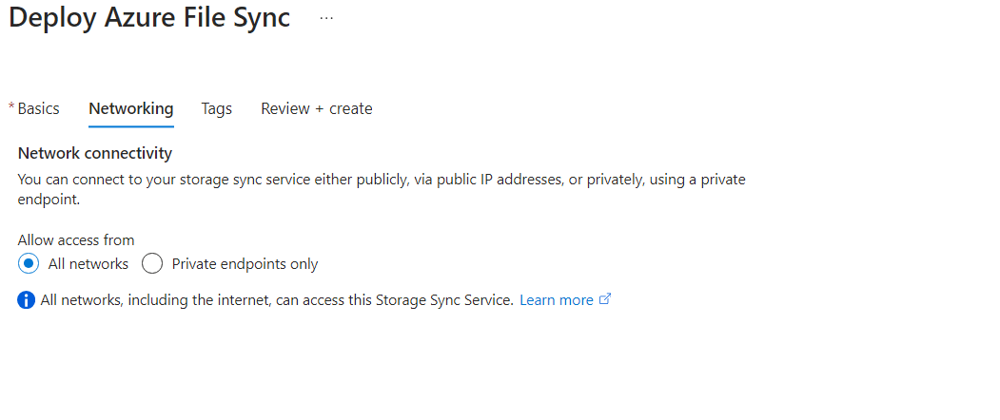 Deploy Azure File Sync ...
* Basics Networking Tags Review + create
Network connectivity
You can connect to your storage sync service either publicly, via public IP addresses, or privately, using a private
endpoint.
Allow access from
All networks Private endpoints only
All networks, including the internet, can access this Storage Sync Service. Learn more